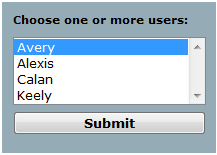 Choose one or more users:
Avery
Alexis
Calan
Keely
Submit